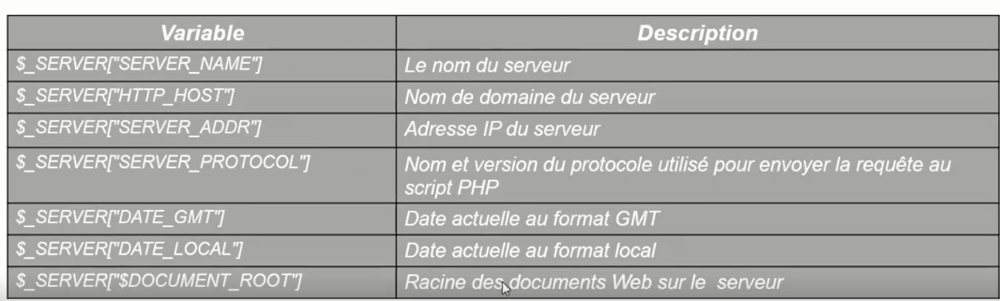 Variable Description
$_SERVER["SERVER_NAME"] Le nom du serveur
$_SERVER["HTTP_HOST"] Nom de domaine du serveur
$_SERVER["SERVER_ADDR"] Adresse IP du serveur
$_SERVER["SERVER_PROTOCOL"] Nom et version du protocole utilisé pour envoyer la requête au
script PHP
$_SERVER["DATE_GMT"] Date actuelle au format GMT
$_SERVER["DATE_LOCAL"] Date actuelle au format local
$_SERVER["$DOCUMENT_ROOT"] Racine des documents Web sur le serveur